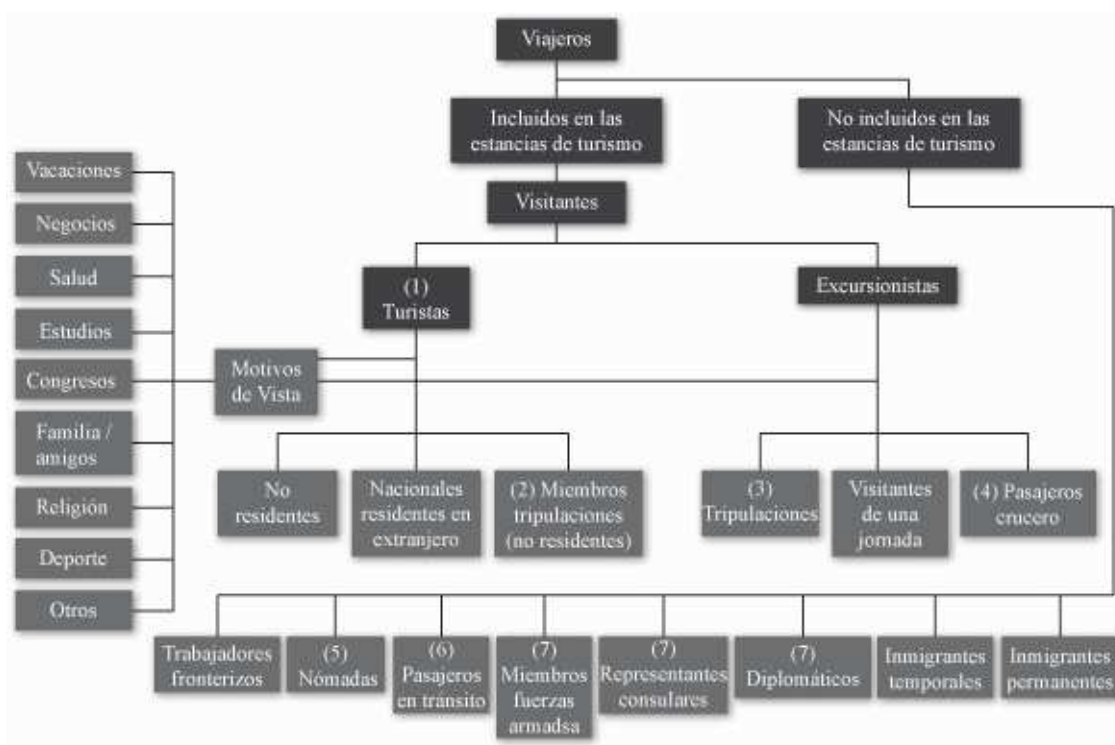 Viajeros
Incluidos en las
estancias de turismo
No incluidos en las
estancias de turismo
Visitantes
(1)
Turistas
Excursionistas
Vacaciones
Negocios
Salud
Estudios
Congresos
Familia /
amigos
Religión
Deporte
Otros
Motivos
de Vista
No
residentes
Nacionales
residentes en
extranjero
(2) Miembros
tripulaciones
(no residentes)
(3)
Tripulaciones
Visitantes
de una
jornada
(4) Pasajeros
crucero
Trabajadores
fronterizos
(5)
Nómadas
(6)
Pasajeros
en tránsito
(7)
Miembros
fuerzas
armadsa
(7)
Representantes
consulares
(7)
Diplomáticos
Inmigrantes
temporales
Inmigrantes
permanentes